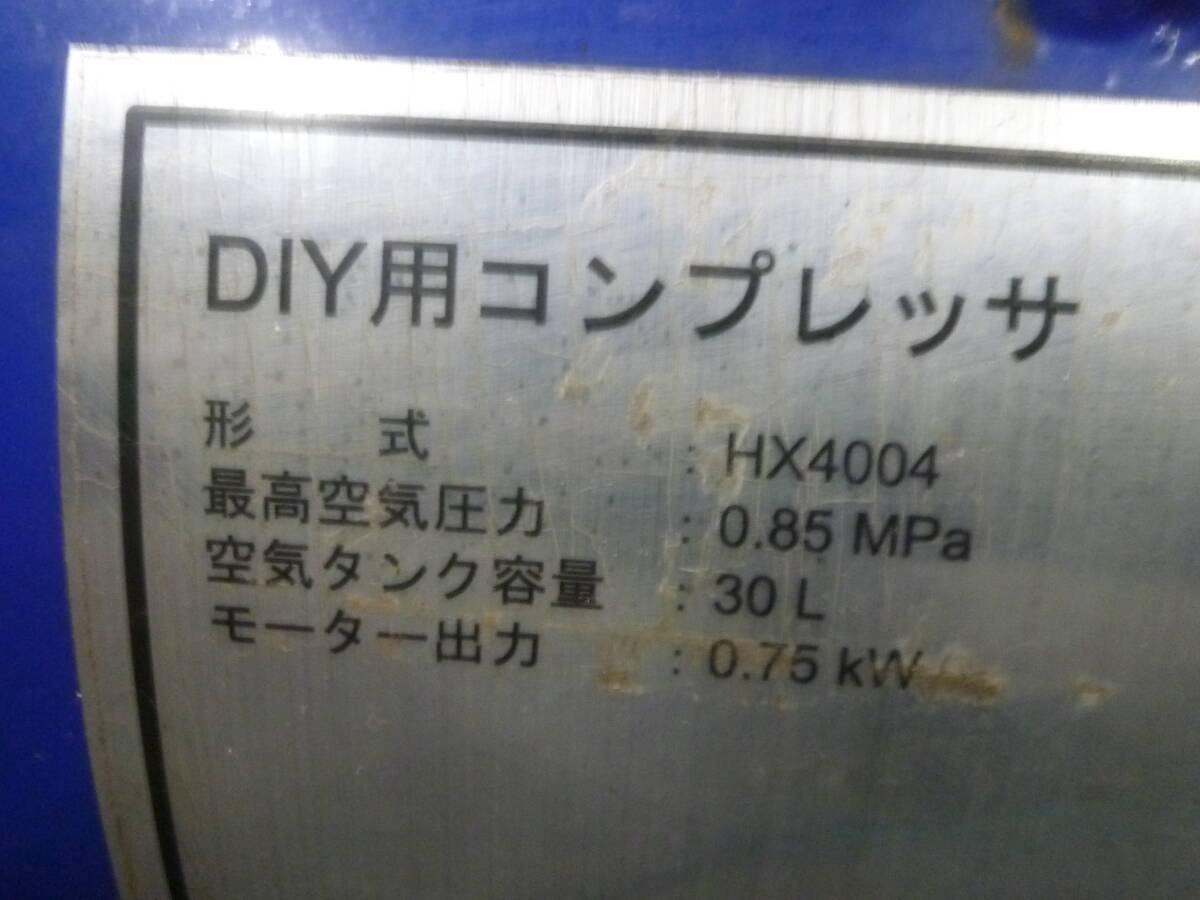 DIY用コンプレッサ
形 式 : HX4004
最高空気圧力 : 0.85 MPa
空気タンク容量 : 30 L
モーター出力 : 0.75 kW